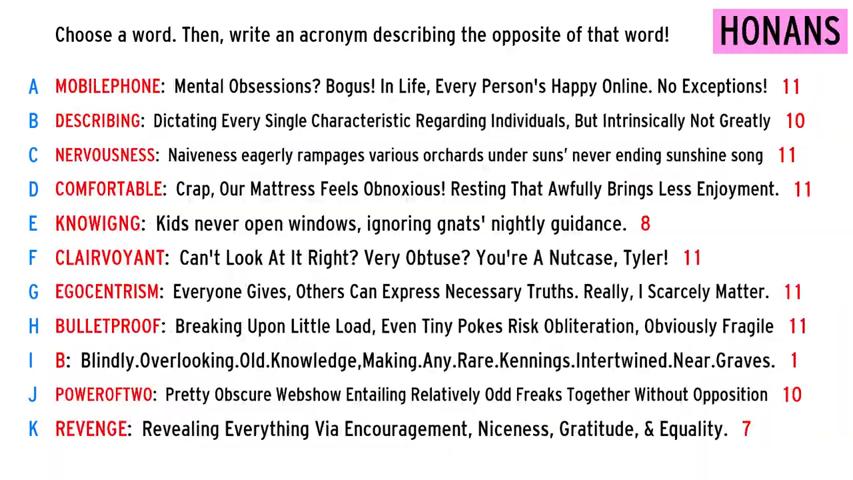 Choose a word. Then, write an acronym describing the opposite of that word!
HONANS
A MOBILEPHONE: Mental Obsessions? Bogus! In Life, Every Person's Happy Online. No Exceptions! 11
B DESCRIBING: Dictating Every Single Characteristic Regarding Individuals, But Intrinsically Not Greatly 10
C NERVOUSNESS: Naiveness eagerly rampages various orchards under suns' never ending sunshine song 11
D COMFORTABLE: Crap, Our Mattress Feels Obnoxious! Resting That Awfully Brings Less Enjoyment. 11
E KNOWIGNG: Kids never open windows, ignoring gnats' nightly guidance. 8
F CLAIRVOYANT: Can't Look At It Right? Very Obtuse? You're A Nutcase, Tyler! 11
G EGOCENTRISM: Everyone Gives, Others Can Express Necessary Truths. Really, I Scarcely Matter. 11
H BULLETPROOF: Breaking Upon Little Load, Even Tiny Pokes Risk Obliteration, Obviously Fragile 11
I B: Blindly.Overlooking.Old.Knowledge,Making.Any.Rare.Kennings.Intertwined.Near.Graves. 1
J POWEROFTWO: Pretty Obscure Webshow Entailing Relatively Odd Freaks Together Without Opposition 10
K REVENGE: Revealing Everything Via Encouragement, Niceness, Gratitude, & Equality. 7